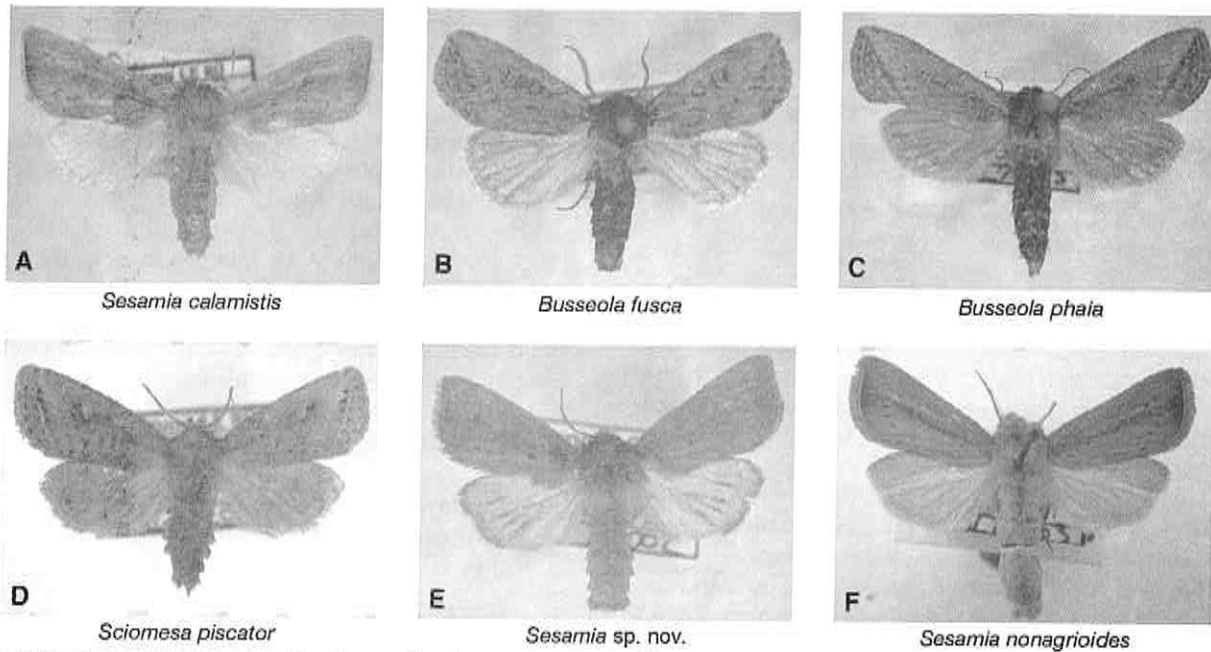 A
B
C
Sesamia calamistis
Busseola fusca
Busseola phaia
D
E
F
Sciomesa piscator
Sesamia sp. nov.
Sesamia nonagrioides